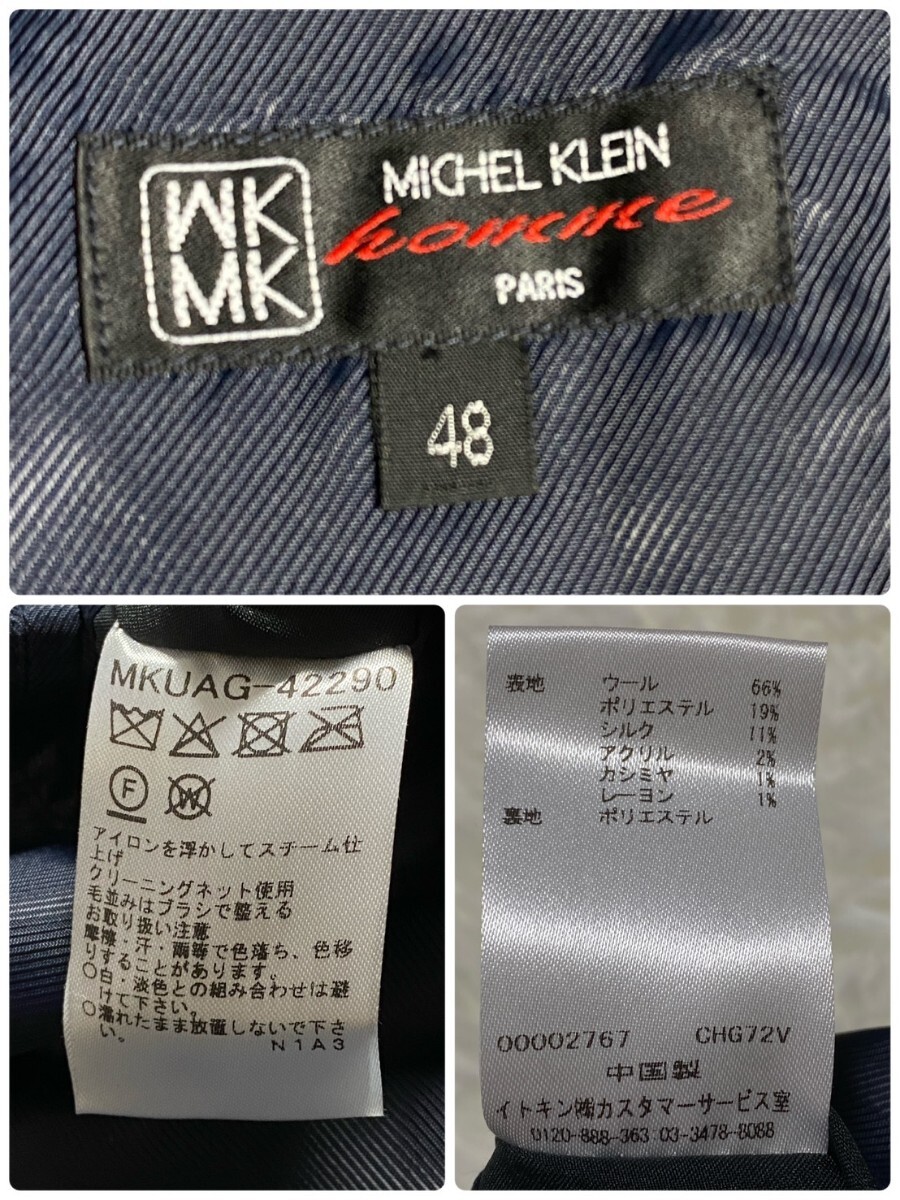 MK
MK
MICHEL KLEIN
homme
PARIS
48
MKUAG-42290
F
W
アイロンを浮かしてスチーム仕
上げ
クリーニングネット使用
毛並みはブラシで整える
お取り扱い注意
摩擦・汗・雨等で色落ち、色移
りすることがあります。
○白・淡色との組み合わせは避
けて下さい。
○濡れたまま放置しないで下さ
い。
N1A3
表地 ウール 66%
ポリエステル 19%
シルク 11%
アクリル 2%
カシミヤ 1%
レーヨン 1%
裏地 ポリエステル
00002767 CHG72V
中国製
イトキン㈱カスタマーサービス室
0120-888-363 03-3478-8088